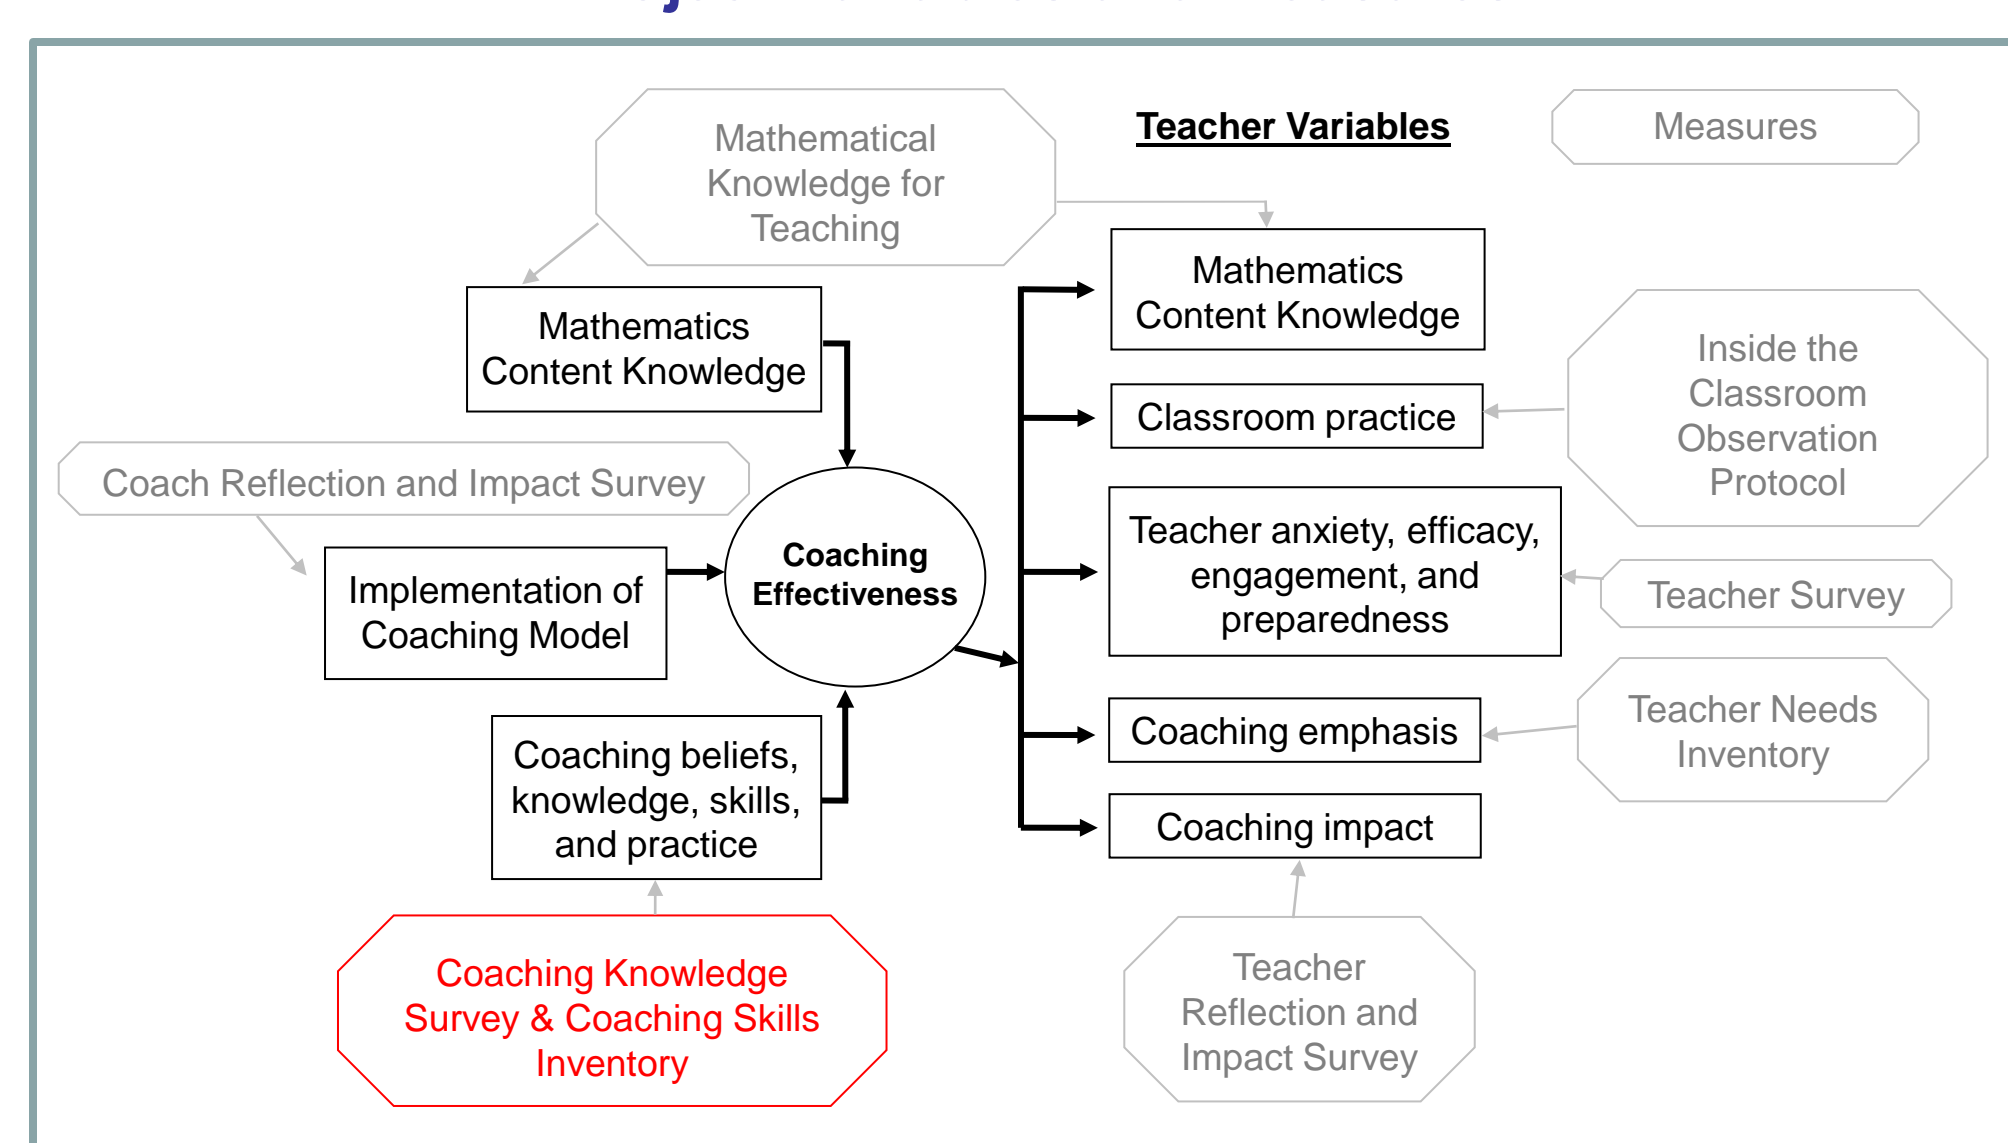 Mathematical
Knowledge for
Teaching
Teacher Variables
Measures
Mathematics
Content Knowledge
Mathematics
Content Knowledge
Inside the
Classroom
Observation
Protocol
Classroom practice
Coach Reflection and Impact Survey
Teacher anxiety, efficacy,
engagement, and
preparedness
Coaching
Effectiveness
Implementation of
Coaching Model
Teacher Survey
Teacher Needs
Inventory
Coaching emphasis
Coaching beliefs,
knowledge, skills,
and practice
Coaching impact
Coaching Knowledge
Survey & Coaching Skills
Inventory
Teacher
Reflection and
Impact Survey